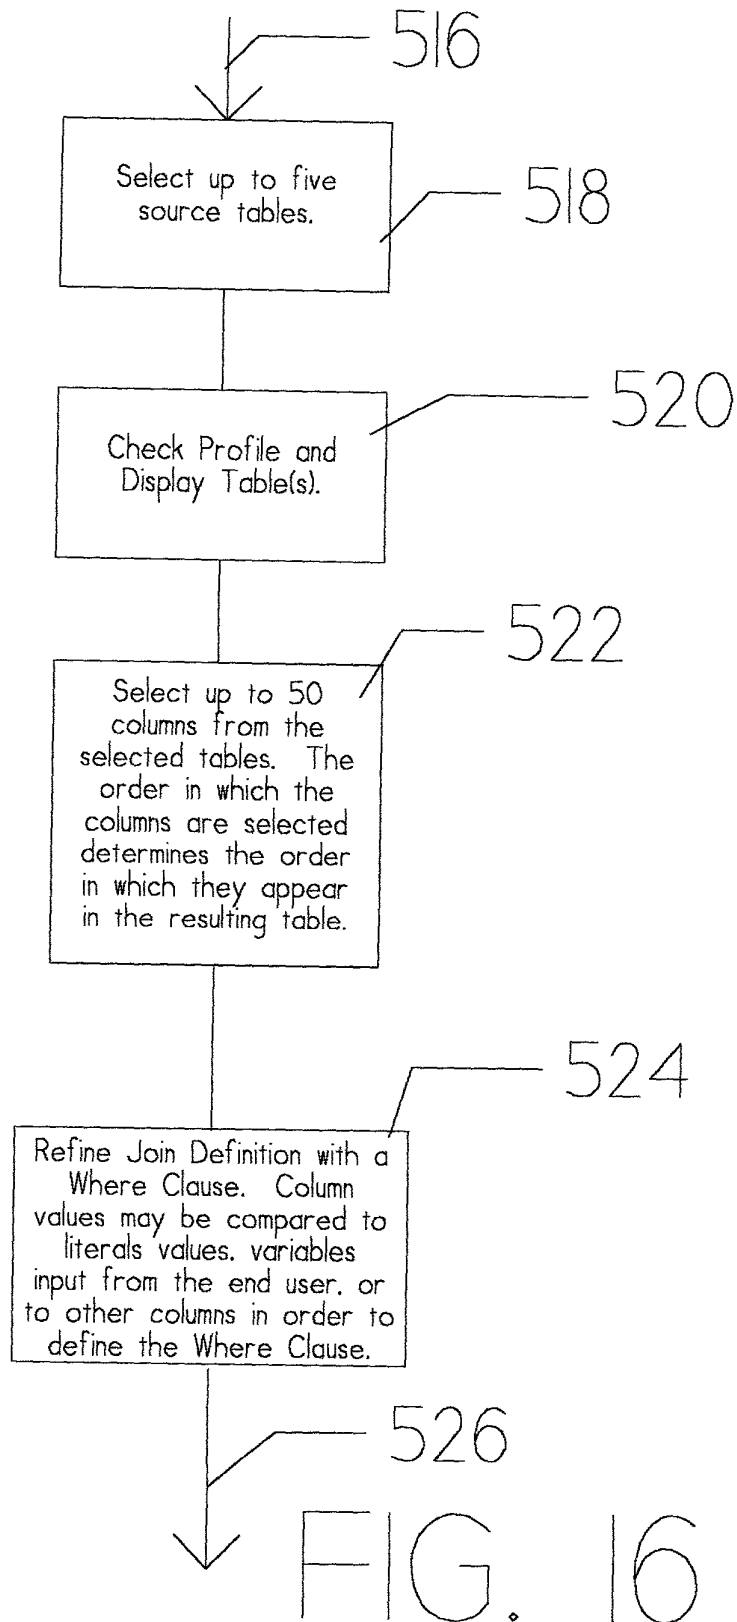 516
Select up to five
source tables.
518
520
Check Profile and
Display Table(s).
522
Select up to 50
columns from the
selected tables. The
order in which the
columns are selected
determines the order
in which they appear
in the resulting table.
524
Refine Join Definition with a
Where Clause. Column
values may be compared to
literals values. variables
input from the end user. or
to other columns in order to
define the Where Clause.
526
FIG. 16